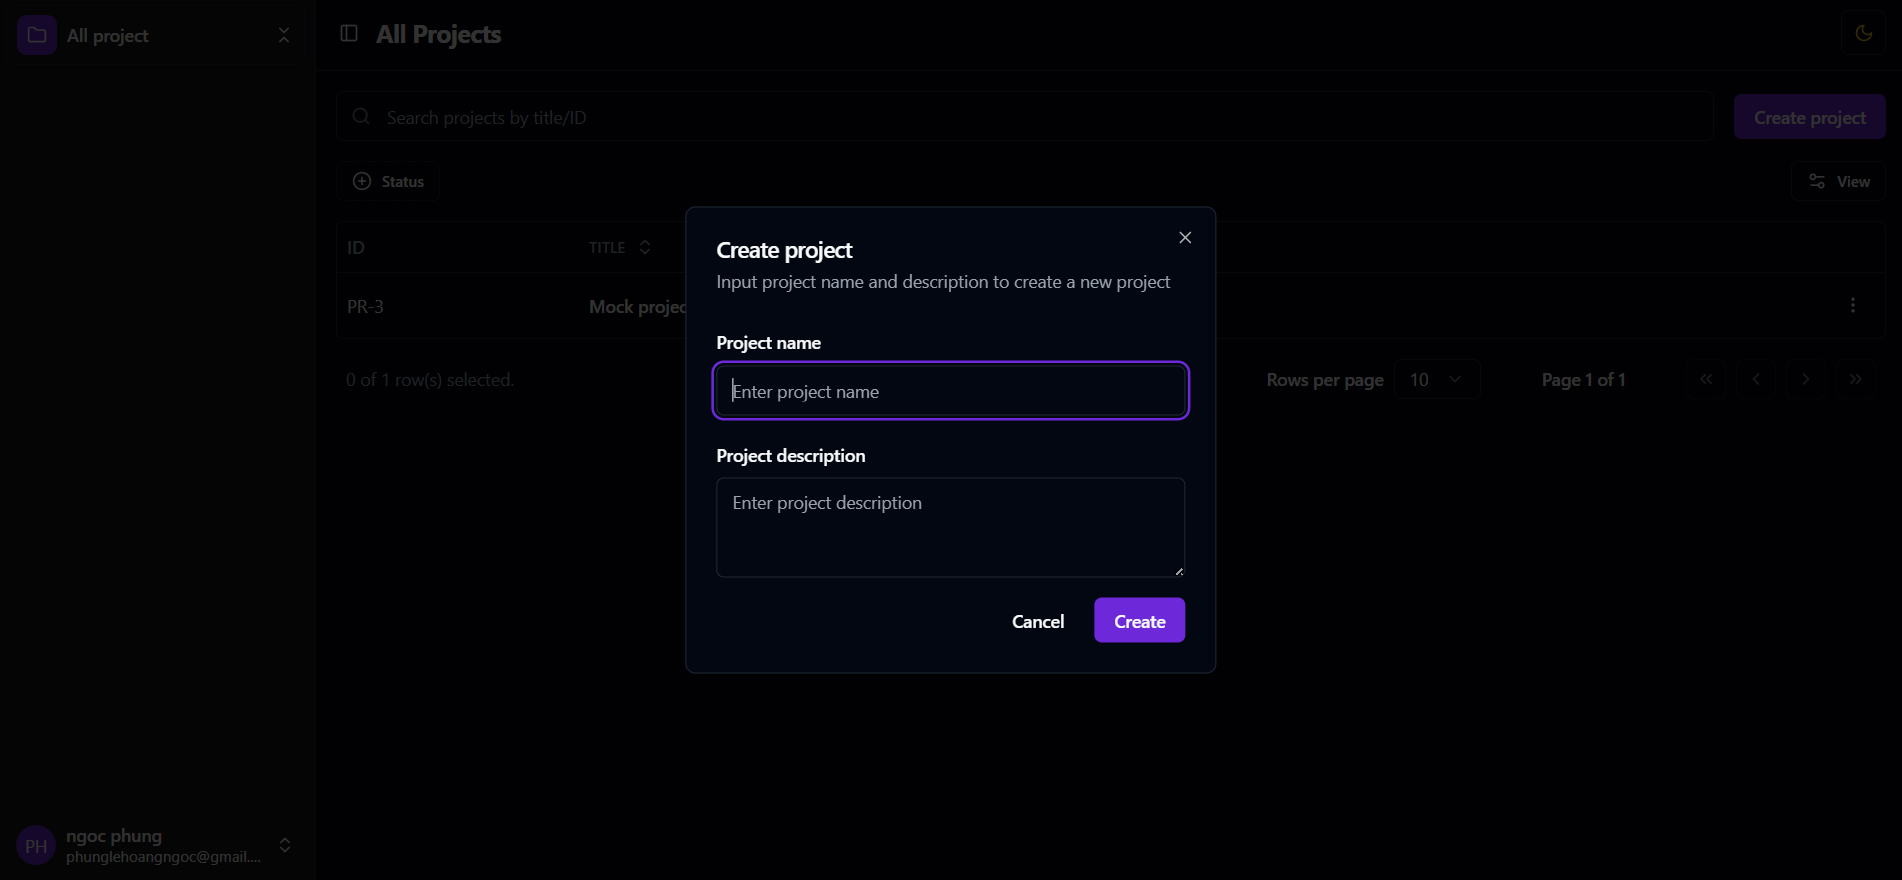 All project
All Projects
Search projects by title/ID
Create project
Status
View
ID
TITLE
PR-3
Mock projec
0 of 1 row(s) selected.
Rows per page
10
Page 1 of 1
Create project
Input project name and description to create a new project
Project name
Enter project name
Project description
Enter project description
Cancel
Create
PH
ngoc phung
phunglehoangngoc@gmail....